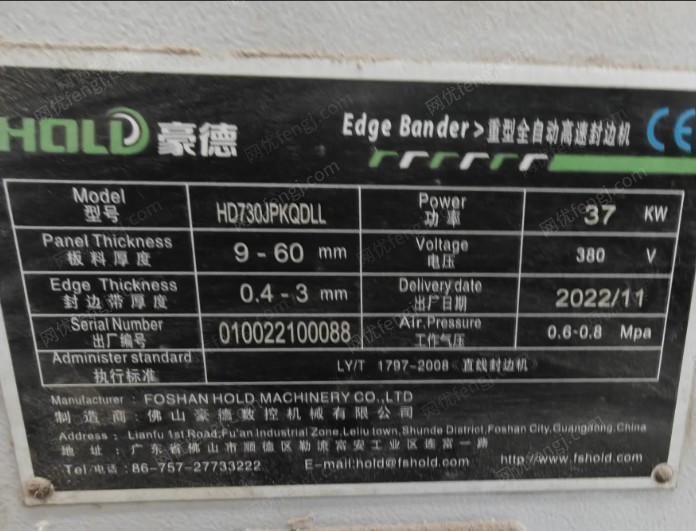 HOLD 豪德
Edge Bander > 重型全自动高速封边机 CE
Model Power
型号 HD730JPKQDLL 功率 37 KW
Panel Thickness Voltage
板料厚度 9-60 mm 电压 380 V
Edge Thickness Delivery date
封边带厚度 0.4-3 mm 出厂日期 2022/11
Serial Number Air.Pressure
出厂编号 010022100088 工作气压 0.6-0.8 Mpa
Administer standard
执行标准 LY/T 1797-2008《直线封边机》
Manufacturer : FOSHAN HOLD MACHINERY CO.,LTD
制造商:佛山豪德数控机械有限公司
Address : Lianfu 1st Road,Fu'an Industrial Zone,Leliu town,Shunde District,Foshan City,Guangdong,China
地址:广东省佛山市顺德区勒流富安工业区连富一路
Tel/电话:86-757-27733222 E-mail:hold@fshold.com http://www.fshold.com